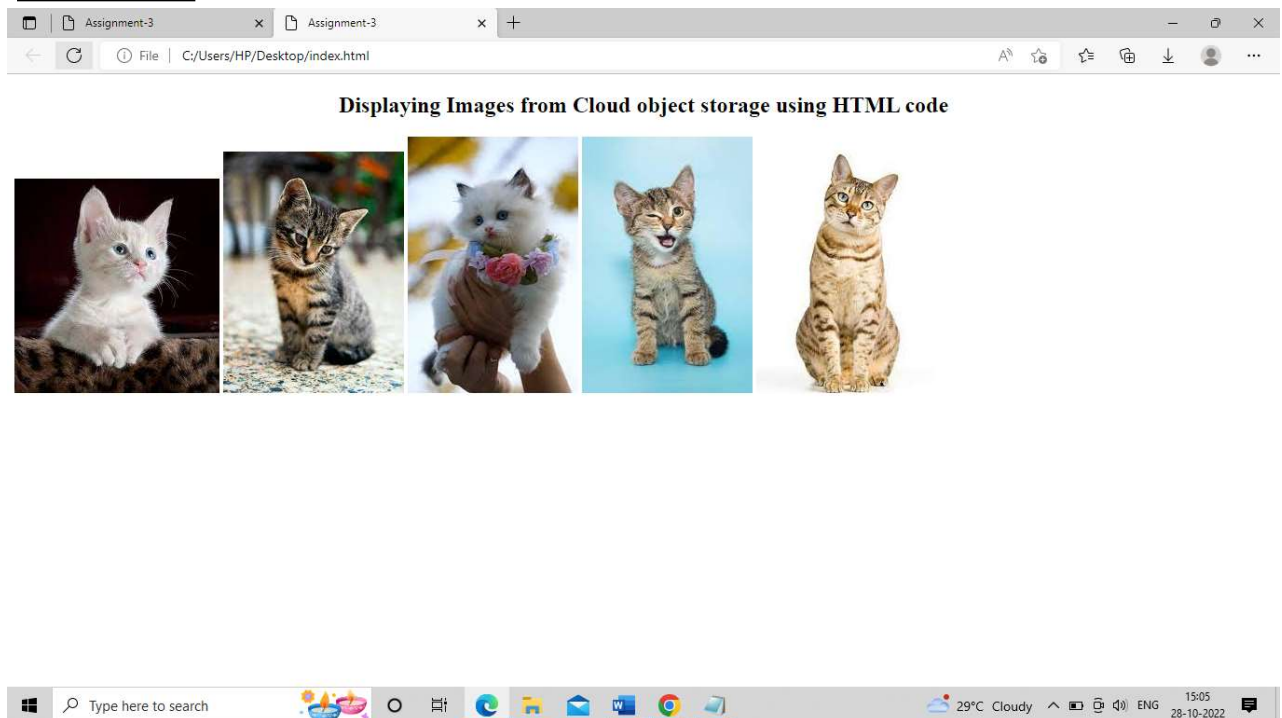 Assignment-3
Assignment-3
File
C:/Users/HP/Desktop/index.html
Displaying Images from Cloud object storage using HTML code
Type here to search
29°C Cloudy
ENG
15:05
28-10-2022